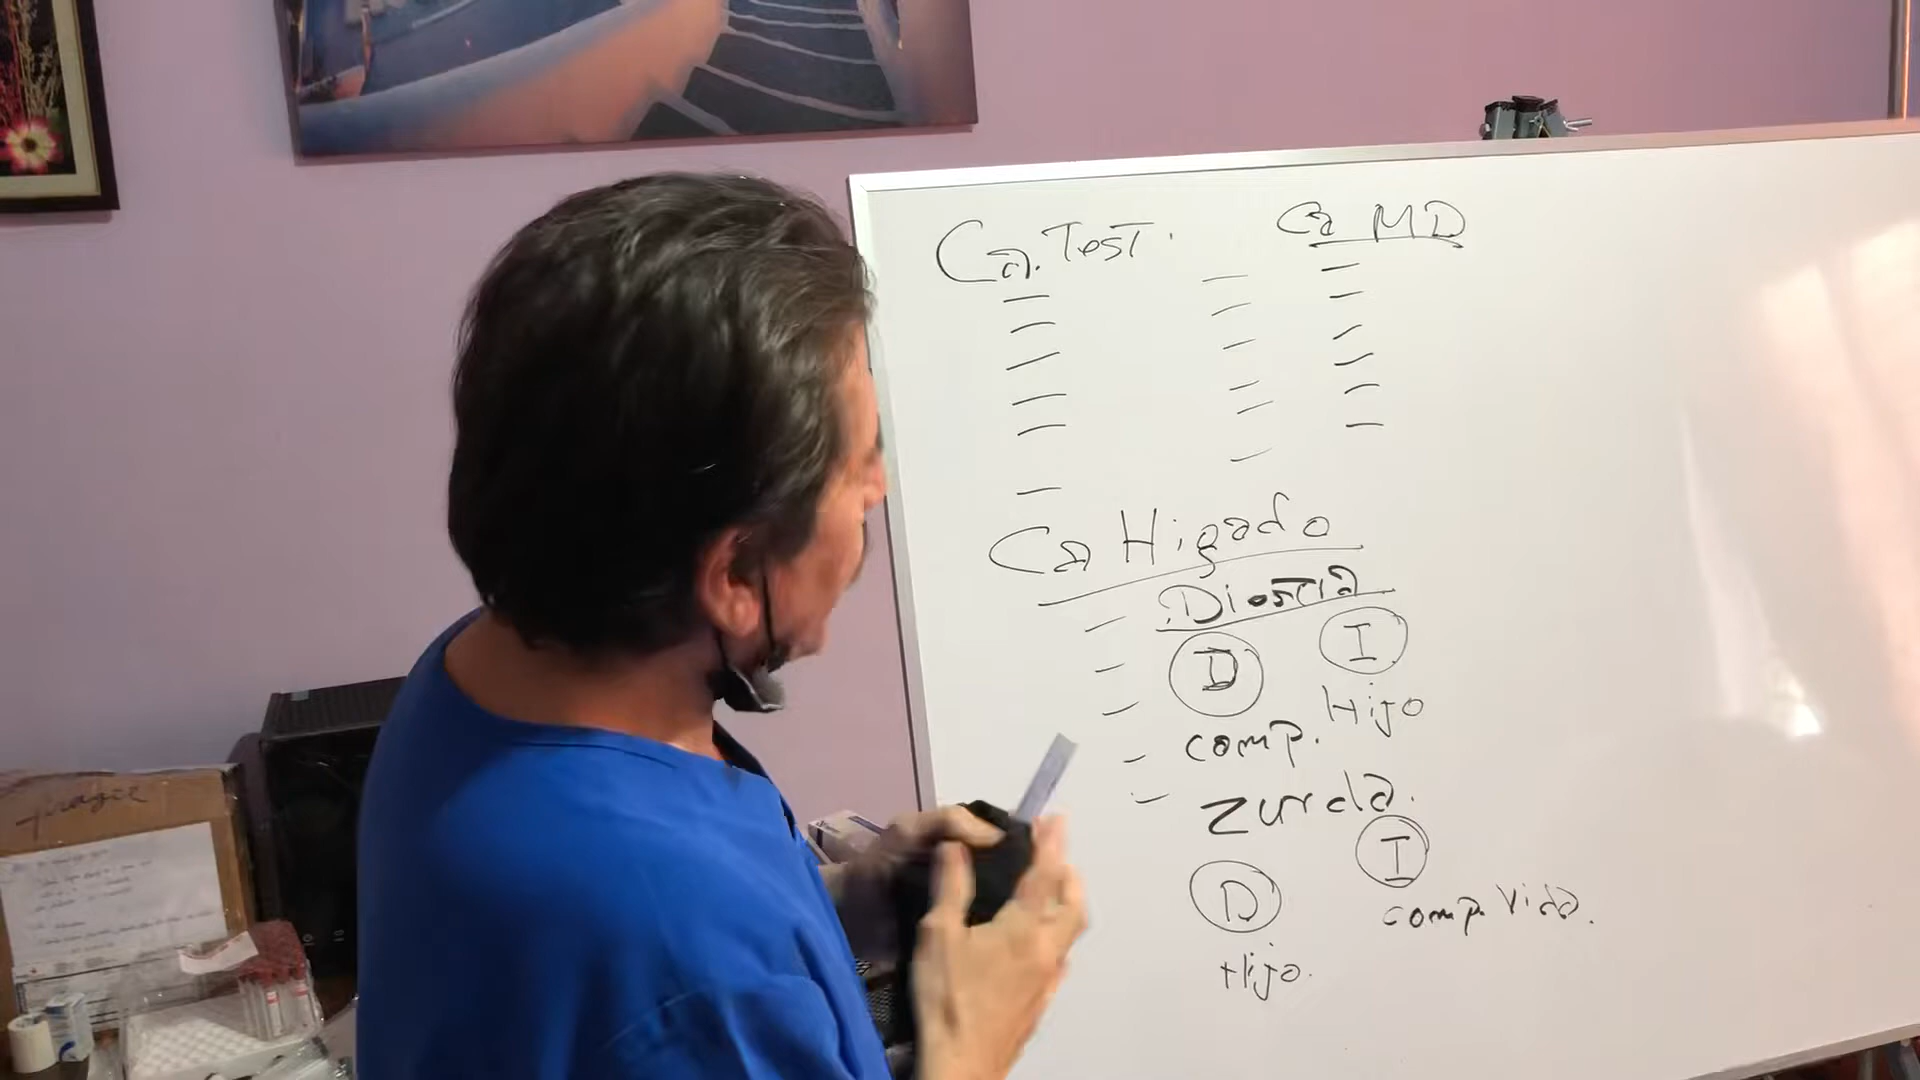 Ca. Test.
Ca MD
Ca Higado
Diestra
D I
comp. Hijo
zurda.
D I
Hijo. comp. Vida.